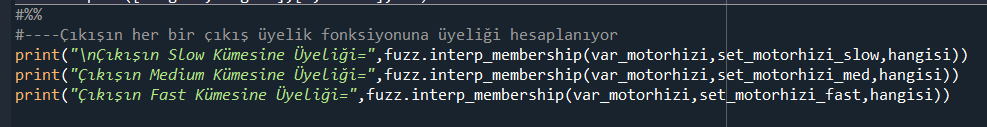 #%%
#----Çıkışın her bir çıkış üyelik fonksiyonuna üyeliği hesaplanıyor
print("\nÇıkışın Slow Kümesine Üyeliği=",fuzz.interp_membership(var_motorhizi,set_motorhizi_slow,hangisi))
print("Çıkışın Medium Kümesine Üyeliği=",fuzz.interp_membership(var_motorhizi,set_motorhizi_med,hangisi))
print("Çıkışın Fast Kümesine Üyeliği=",fuzz.interp_membership(var_motorhizi,set_motorhizi_fast,hangisi))